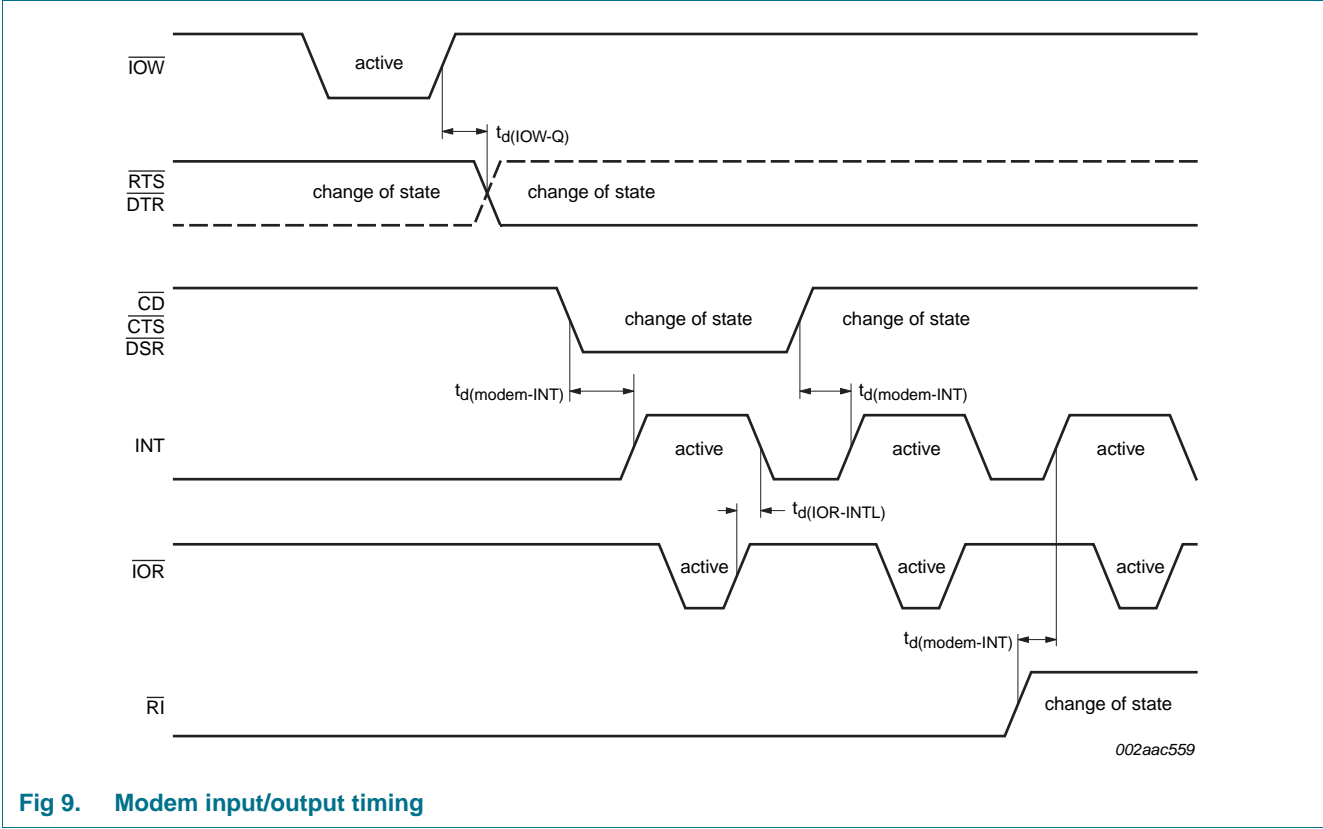 IOW
active
td(IOW-Q)
RTS
DTR
change of state
change of state
CD
CTS
DSR
change of state
change of state
td(modem-INT)
td(modem-INT)
INT
active
active
active
td(IOR-INTL)
IOR
active
active
active
td(modem-INT)
RI
change of state
002aac559
Fig 9. Modem input/output timing